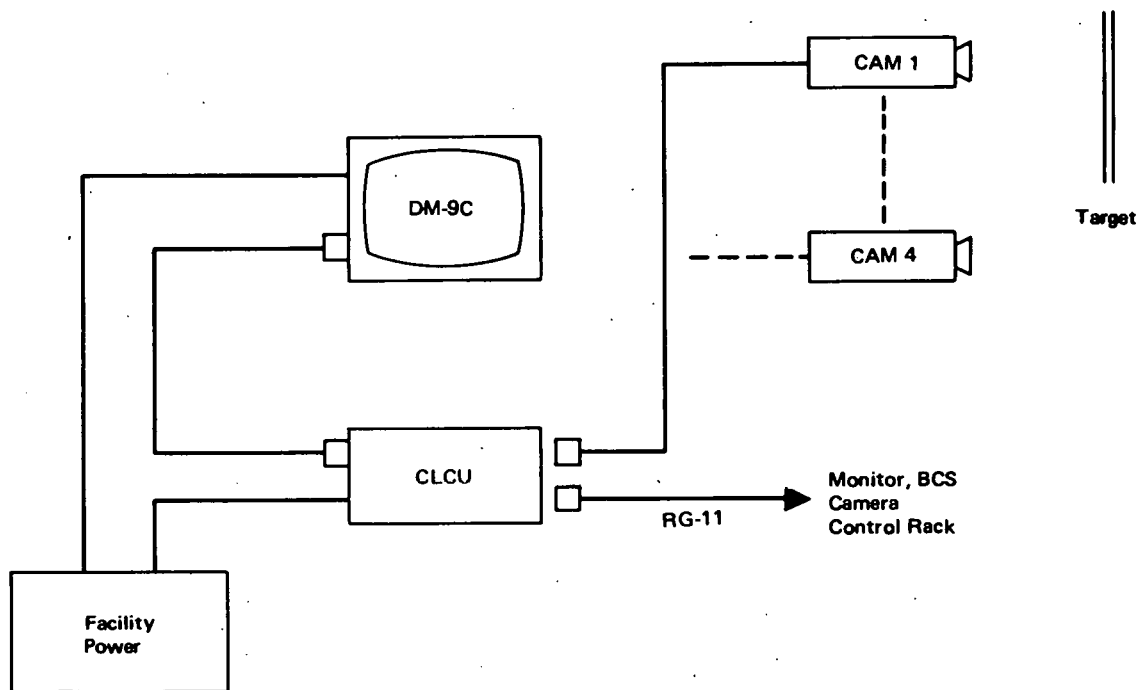 CAM 1
DM-9C
Target
CAM 4
CLCU
Monitor, BCS
Camera
Control Rack
RG-11
Facility
Power